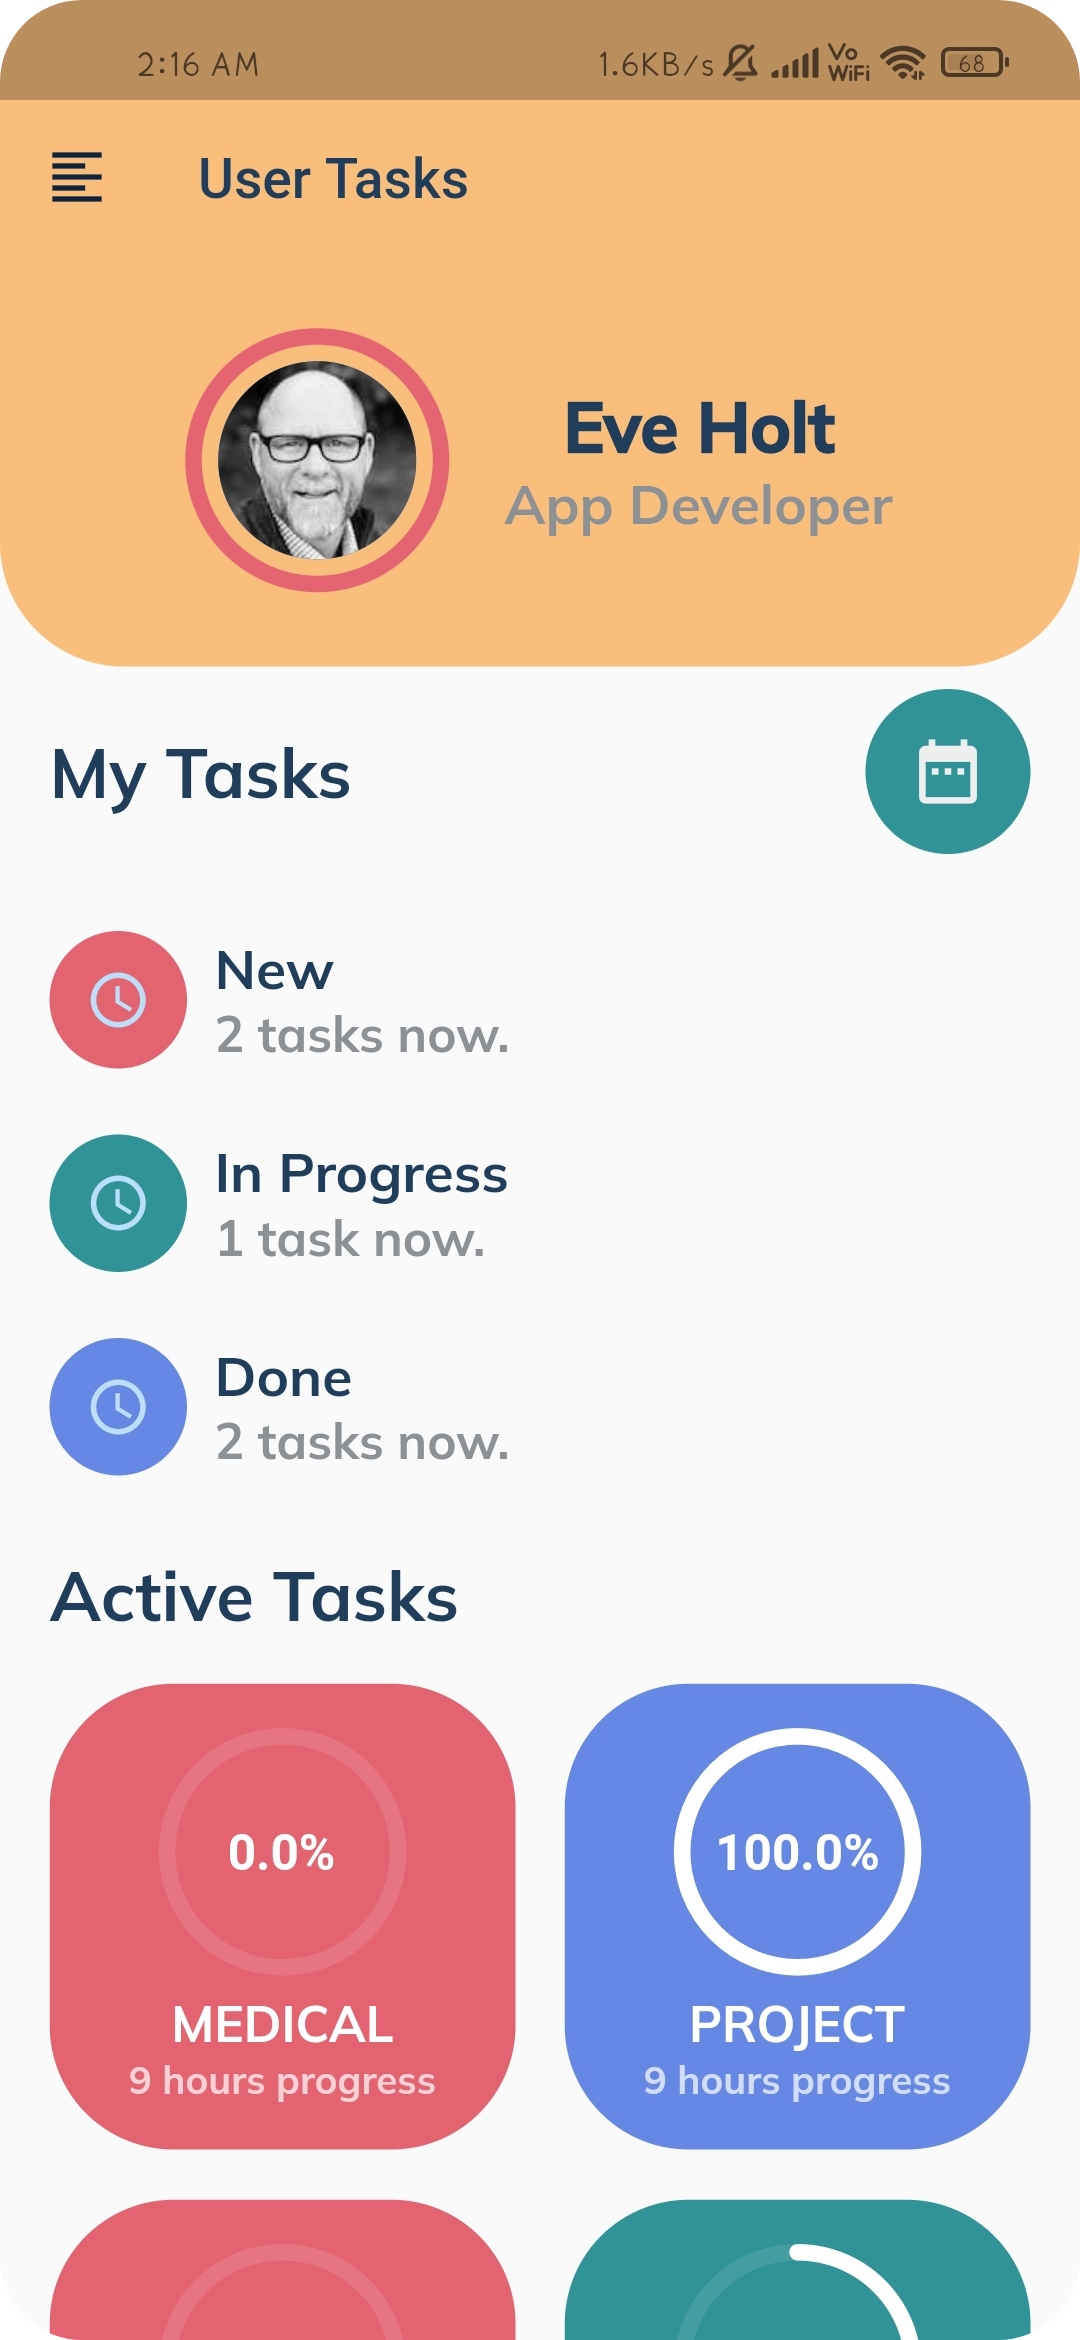 2:16 AM 1.6KB/s Vo WiFi 68
User Tasks
Eve Holt
App Developer
My Tasks
New
2 tasks now.
In Progress
1 task now.
Done
2 tasks now.
Active Tasks
0.0% 100.0%
MEDICAL PROJECT
9 hours progress 9 hours progress